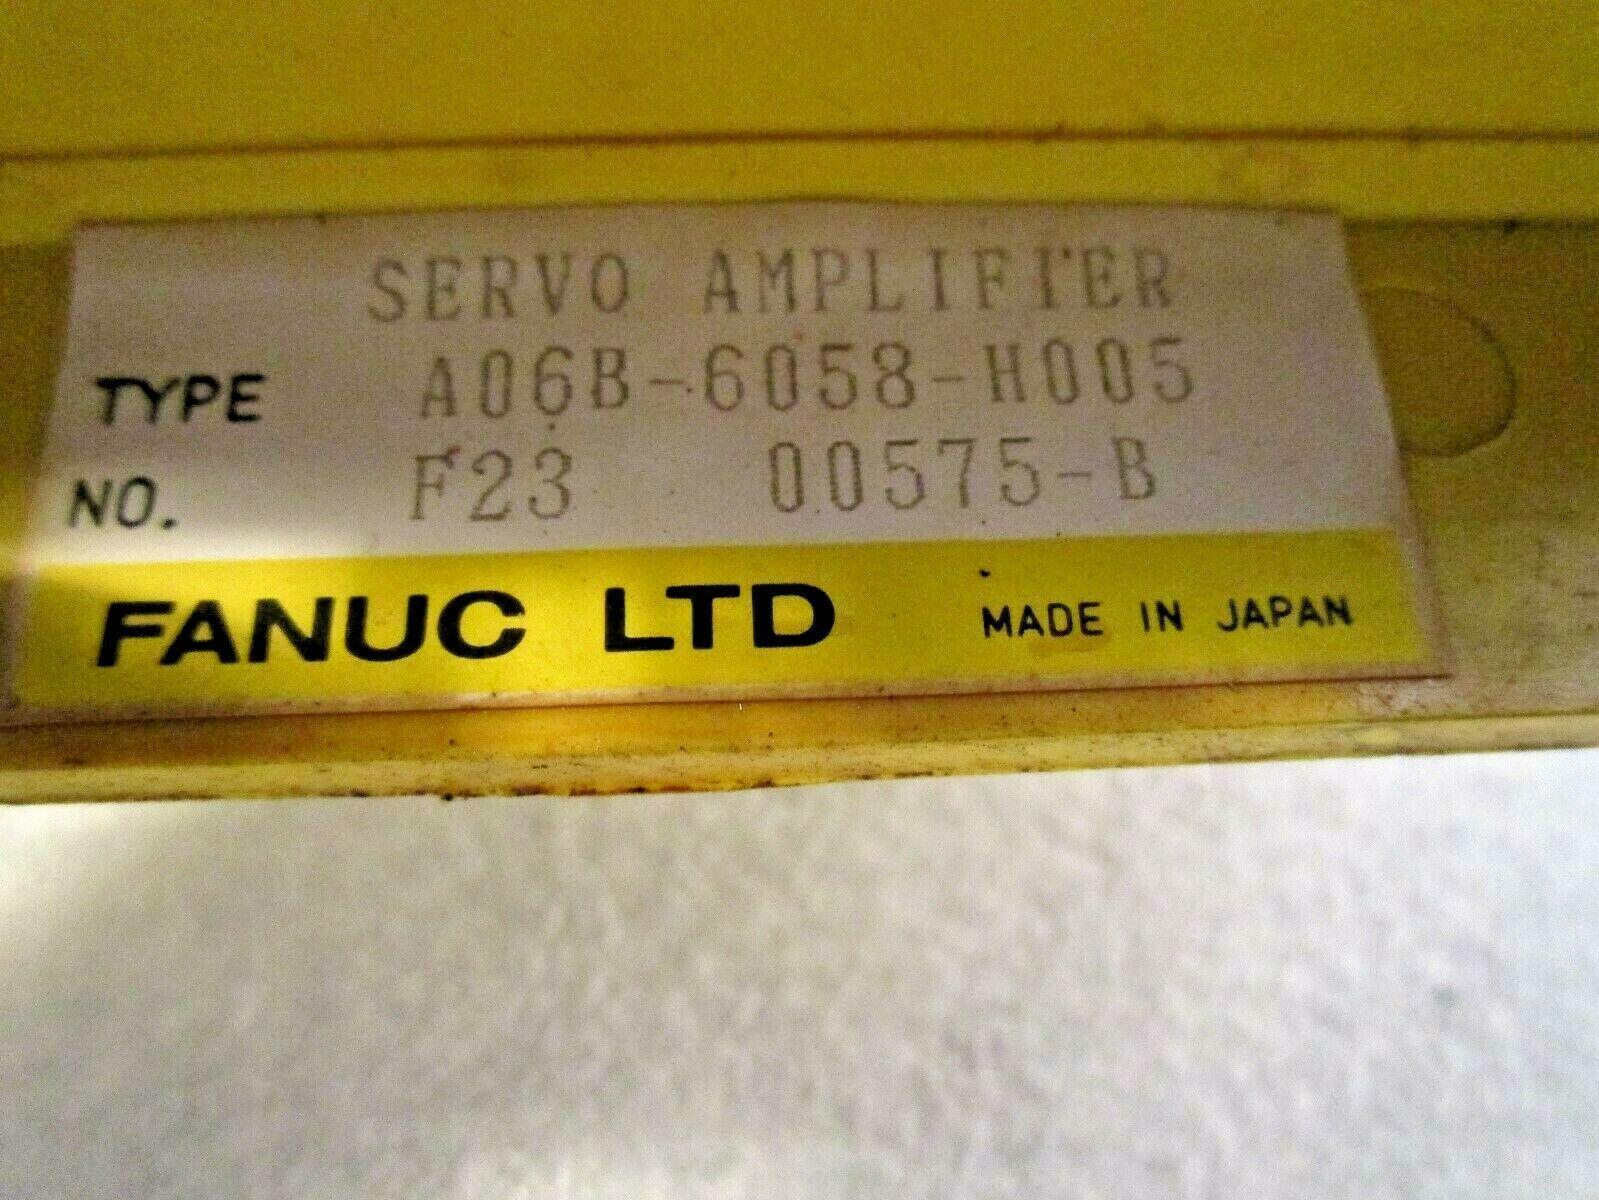 SERVO AMPLIFIER
TYPE A06B-6058-H005
NO. F23 00575-B
FANUC LTD MADE IN JAPAN